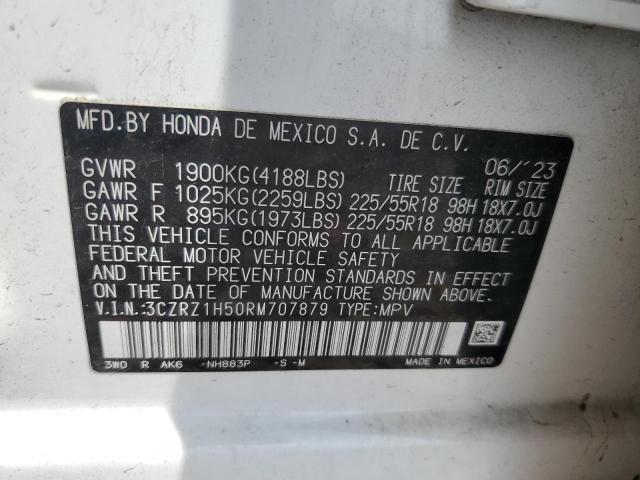 MFD.BY HONDA DE MEXICO S.A. DE C.V.
06/'23
GVWR 1900KG(4188LBS) TIRE SIZE RIM SIZE
GAWR F 1025KG(2259LBS) 225/55R18 98H 18X7.0J
GAWR R 895KG(1973LBS) 225/55R18 98H 18X7.0J
THIS VEHICLE CONFORMS TO ALL APPLICABLE
FEDERAL MOTOR VEHICLE SAFETY
AND THEFT PREVENTION STANDARDS IN EFFECT
ON THE DATE OF MANUFACTURE SHOWN ABOVE.
V.I.N.:3CZRZ1H50RM707879 TYPE:MPV
3W0 R AK6 -NH883P -S -M
MADE IN MEXICO